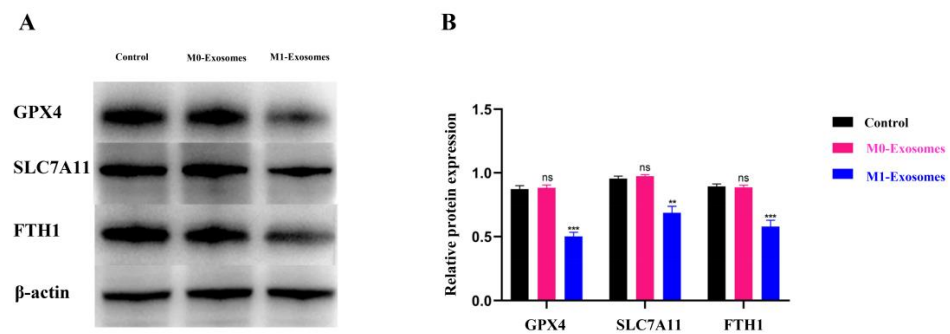 A
Control M0-Exosomes M1-Exosomes
GPX4
SLC7A11
FTH1
β-actin
B
Relative protein expression
1.5
1.0
0.5
0.0
ns
***
ns
**
ns
***
GPX4 SLC7A11 FTH1
Control
M0-Exosomes
M1-Exosomes